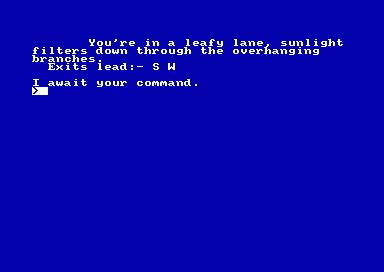 You're in a leafy lane, sunlight
filters down through the overhanging
branches.
Exits lead:- S W
I await your command.
>